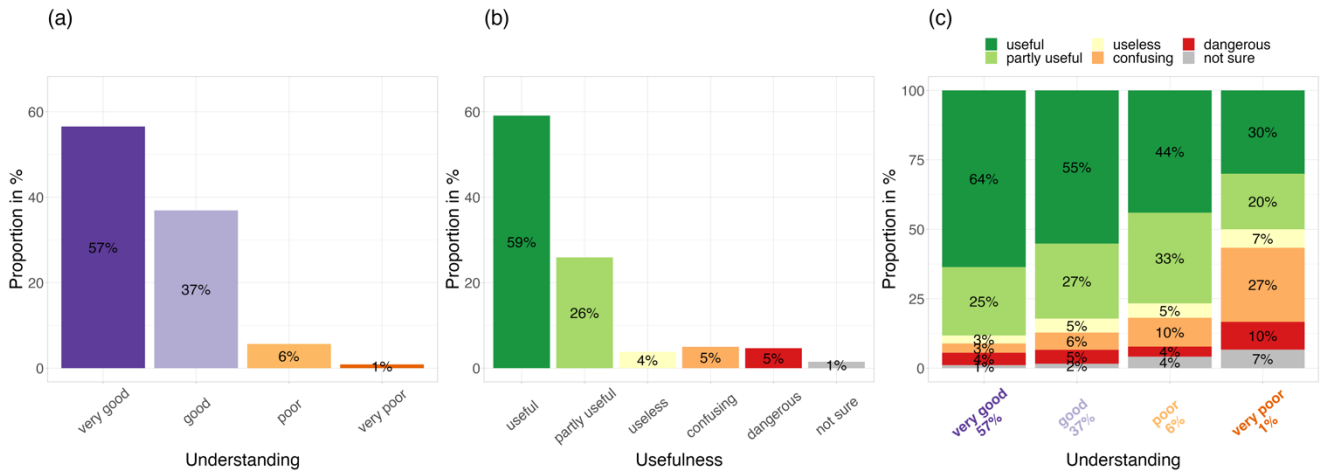 (a)
Proportion in %
60
40
20
0
57%
37%
6%
1%
very good
good
poor
very poor
Understanding
(b)
Proportion in %
60
40
20
0
59%
26%
4%
5%
5%
1%
useful
partly useful
useless
confusing
dangerous
not sure
Usefulness
(c)
useful useless dangerous
partly useful confusing not sure
Proportion in %
100
75
50
25
0
64%
25%
3%
3%
4%
1%
55%
27%
5%
6%
5%
2%
44%
33%
5%
10%
4%
4%
30%
20%
7%
27%
10%
7%
very good
57%
good
37%
poor
6%
very poor
1%
Understanding